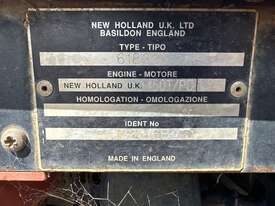 NEW HOLLAND U.K. LTD
BASILDON ENGLAND
TYPE - TIPO
ENGINE - MOTORE
NEW HOLLAND U.K.
HOMOLOGATION - OMOLOGAZIONE
IDENT No
MADE IN ENGLAND